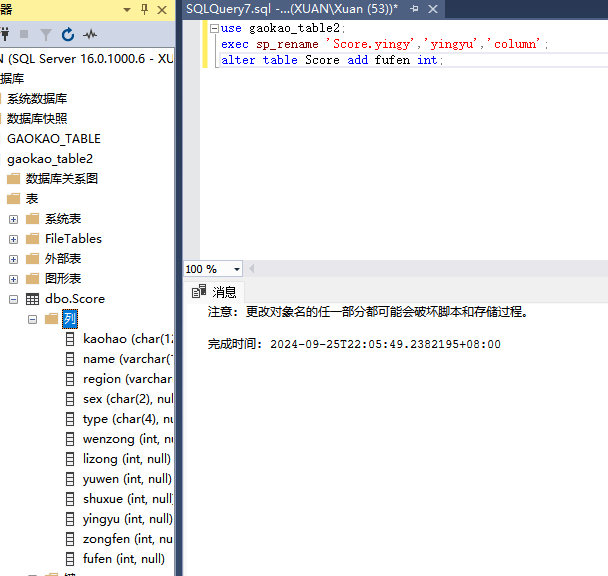 器
SQLQuery7.sql -...(XUAN\Xuan (53))*
N (SQL Server 16.0.1000.6 - XU
据库
系统数据库
数据库快照
GAOKAO_TABLE
gaokao_table2
数据库关系图
表
系统表
FileTables
外部表
图形表
dbo.Score
列
kaohao (char(12
name (varchar(
region (varchar
sex (char(2), nu
type (char(4), nu
wenzong (int, n
lizong (int, null)
yuwen (int, null)
shuxue (int, null
yingyu (int, null)
zongfen (int, n
fufen (int, null)
use gaokao_table2;
exec sp_rename 'Score.yingy','yingyu','column';
alter table Score add fufen int;
100 %
消息
注意: 更改对象名的任一部分都可能会破坏脚本和存储过程。
完成时间: 2024-09-25T22:05:49.2382195+08:00